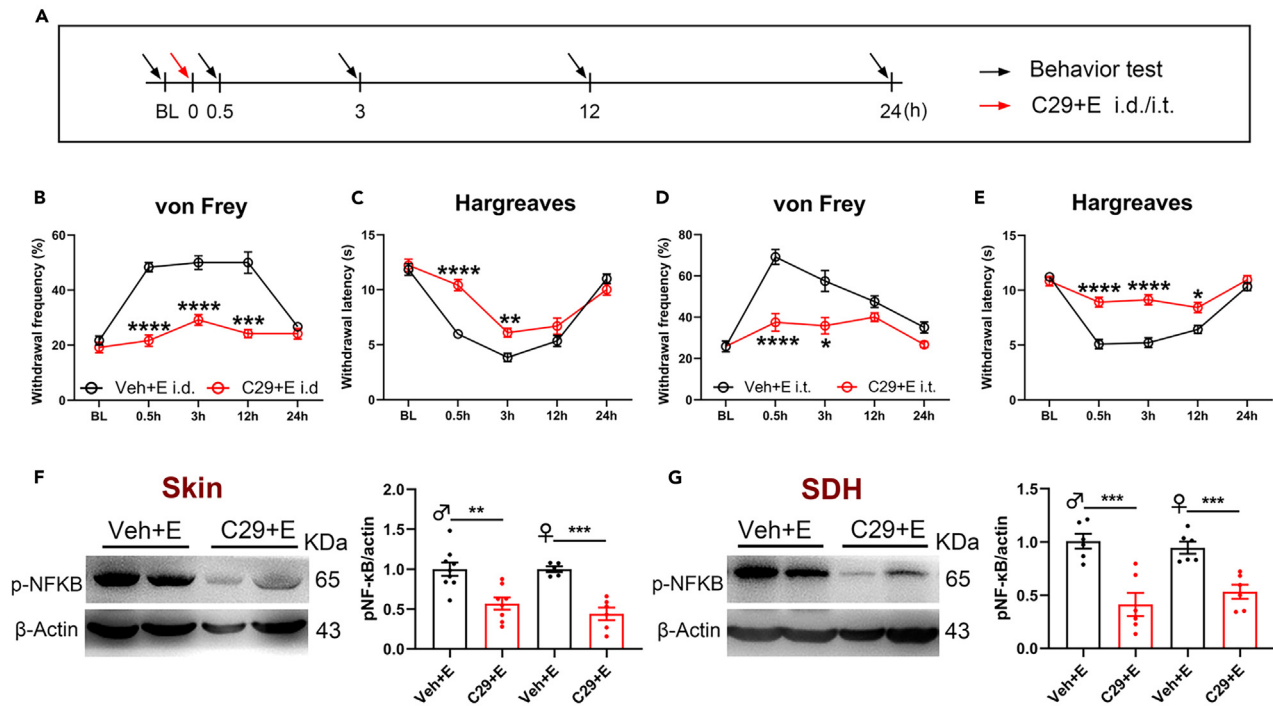 A
BL 0 0.5 3 12 24 (h)
Behavior test
C29+E i.d./i.t.
B
von Frey
Withdrawal frequency (%)
60
40
20
0
BL 0.5h 3h 12h 24h
**** **** ***
Veh+E i.d. C29+E i.d
C
Hargreaves
Withdrawal latency (s)
15
10
5
0
BL 0.5h 3h 12h 24h
**** **
D
von Frey
Withdrawal frequency (%)
80
60
40
20
0
BL 0.5h 3h 12h 24h
**** *
Veh+E i.t. C29+E i.t.
E
Hargreaves
Withdrawal latency (s)
15
10
5
0
BL 0.5h 3h 12h 24h
**** **** *
F
Skin
Veh+E C29+E KDa
p-NFKB 65
β-Actin 43
pNF-κB/actin
2.0
1.5
1.0
0.5
0.0
♂ ** ♀ ***
Veh+E C29+E Veh+E C29+E
G
SDH
Veh+E C29+E KDa
p-NFKB 65
β-Actin 43
pNF-κB/actin
1.5
1.0
0.5
0.0
♂ *** ♀ ***
Veh+E C29+E Veh+E C29+E